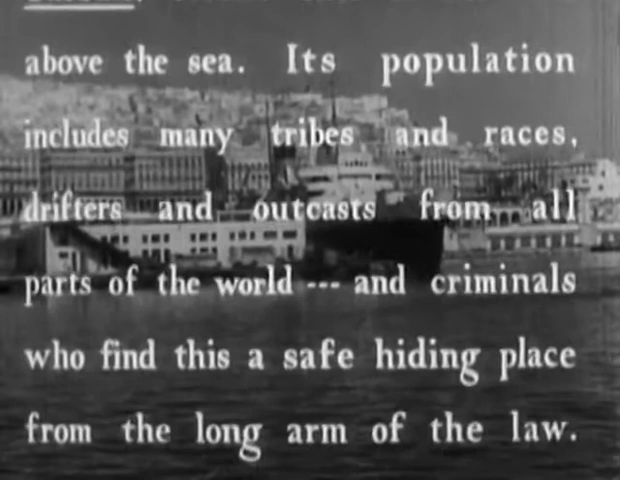 above the sea. Its population
includes many tribes and races,
drifters and outcasts from all
parts of the world --- and criminals
who find this a safe hiding place
from the long arm of the law.